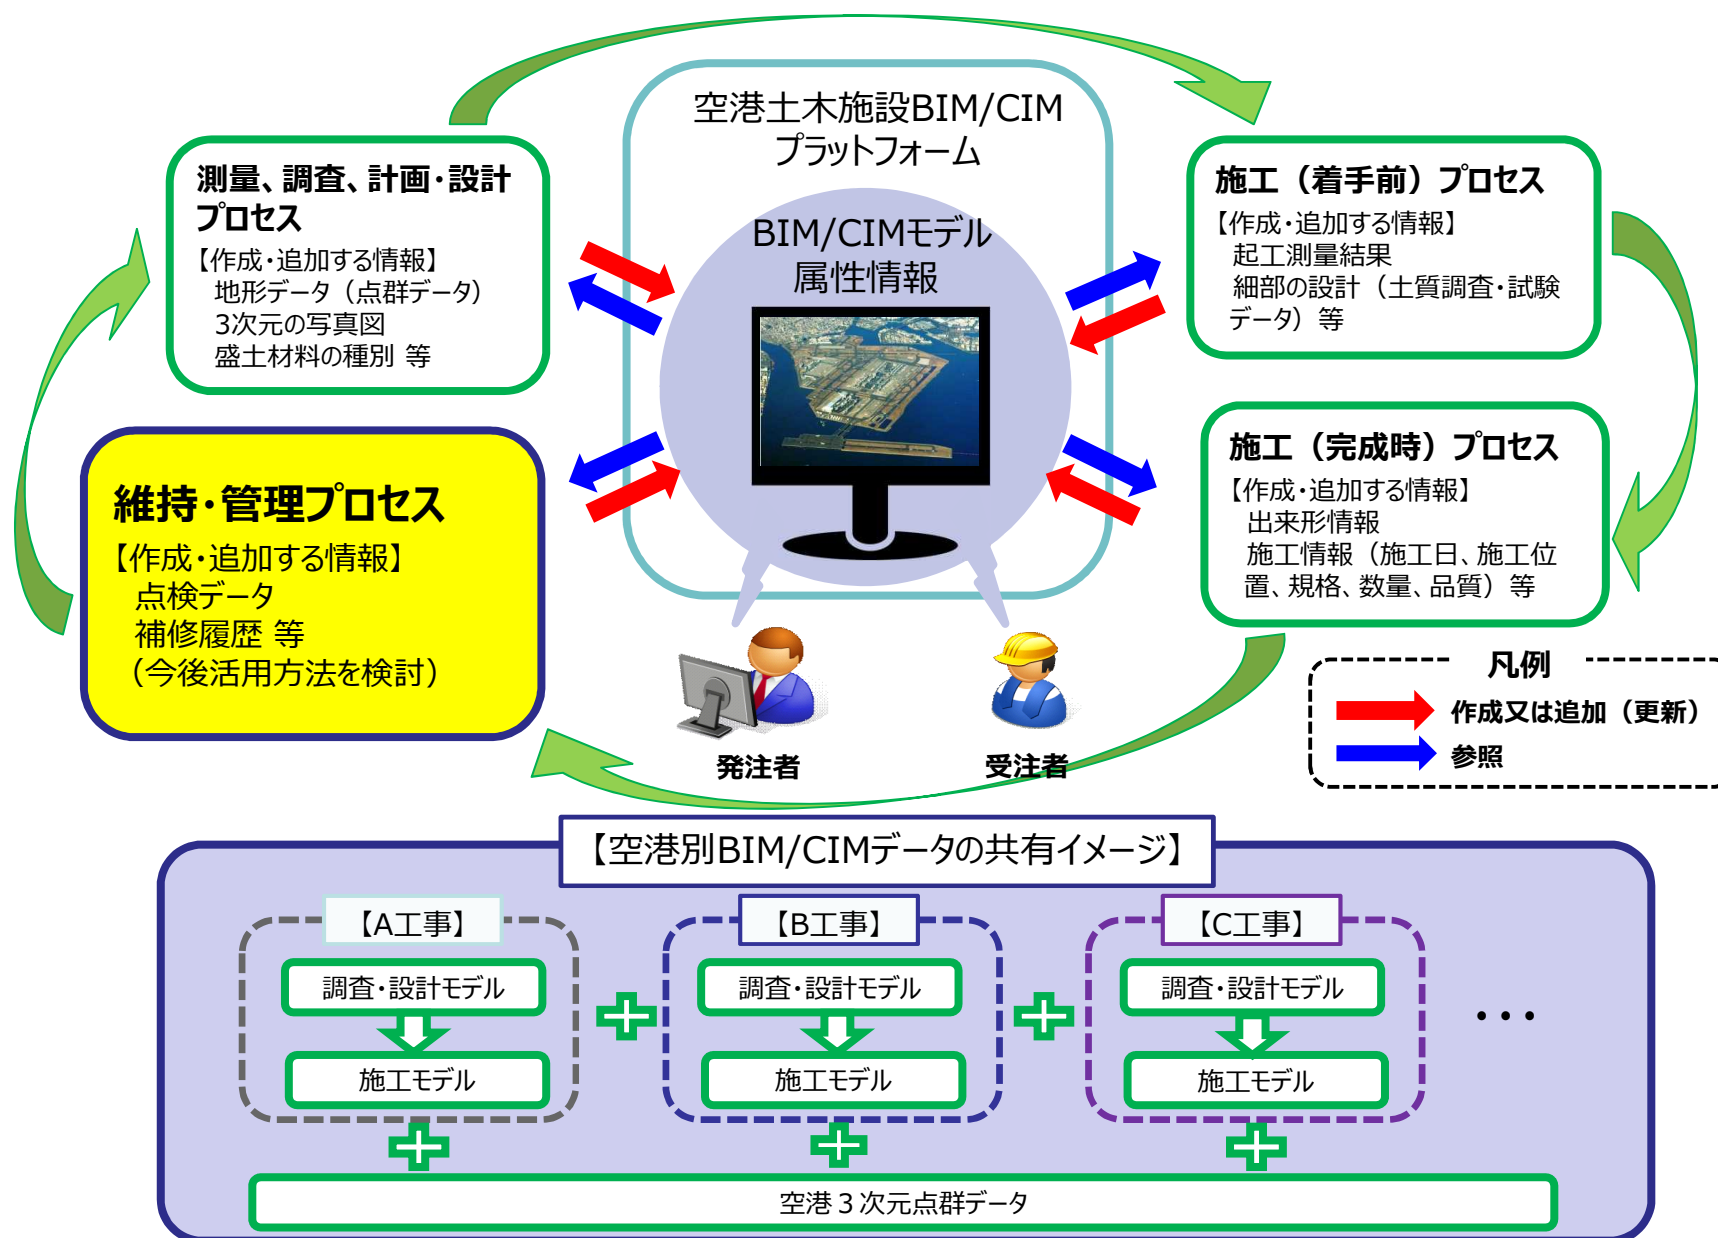 空港土木施設BIM/CIM
プラットフォーム
BIM/CIMモデル
属性情報
測量、調査、計画・設計
プロセス
【作成・追加する情報】
地形データ（点群データ）
3次元の写真図
盛土材料の種別 等
施工（着手前）プロセス
【作成・追加する情報】
起工測量結果
細部の設計（土質調査・試験
データ）等
維持・管理プロセス
【作成・追加する情報】
点検データ
補修履歴 等
（今後活用方法を検討）
施工（完成時）プロセス
【作成・追加する情報】
出来形情報
施工情報（施工日、施工位
置、規格、数量、品質）等
発注者
受注者
凡例
作成又は追加（更新）
参照
【空港別BIM/CIMデータの共有イメージ】
【A工事】
調査・設計モデル
施工モデル
【B工事】
調査・設計モデル
施工モデル
【C工事】
調査・設計モデル
施工モデル
・・・
空港３次元点群データ